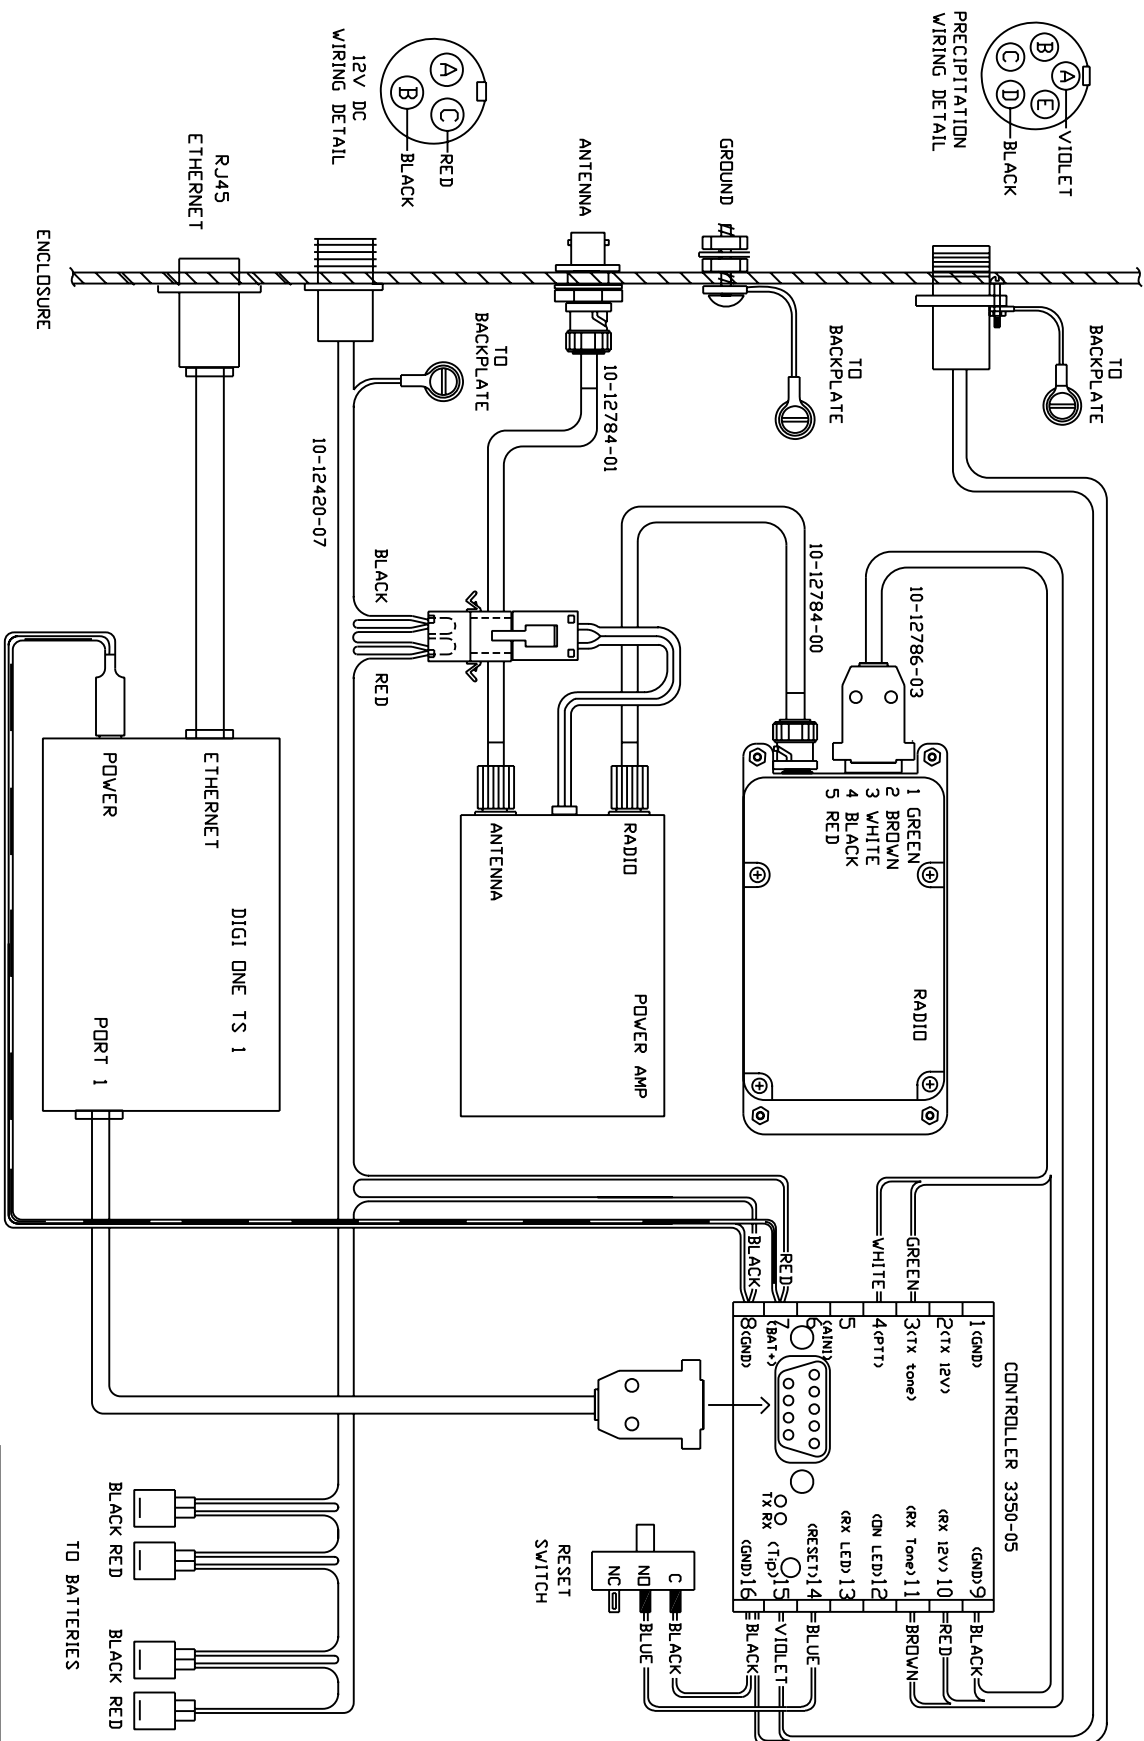 PRECIPITATION
WIRING DETAIL
A
B
C
D
E
VIOLET
BLACK
12V DC
WIRING DETAIL
A
B
C
RED
BLACK
GROUND
ANTENNA
RJ45
ETHERNET
ENCLOSURE
TO
BACKPLATE
TO
BACKPLATE
TO
BACKPLATE
10-12784-01
10-12420-07
10-12784-00
10-12786-03
BLACK
RED
1 GREEN
2 BROWN
3 WHITE
4 BLACK
5 RED
RADIO
RADIO
ANTENNA
POWER AMP
ETHERNET
POWER
DIGI ONE TS 1
PORT 1
GREEN
WHITE
RED
BLACK
CONTROLLER 3350-05
1 (GND)
2 (TX 12V)
3 (TX tone)
4 (PTT)
5
6 (AIN1)
7 (BAT+)
8 (GND)
(GND) 9
(RX 12V) 10
(RX Tone) 11
(ON LED) 12
(RX LED) 13
(RESET) 14
(Tip) 15
(GND) 16
TX RX
BLACK
RED
BROWN
BLUE
VIOLET
BLACK
RESET
SWITCH
C
NO
NC
BLACK
BLUE
BLACK RED
BLACK RED
TO BATTERIES